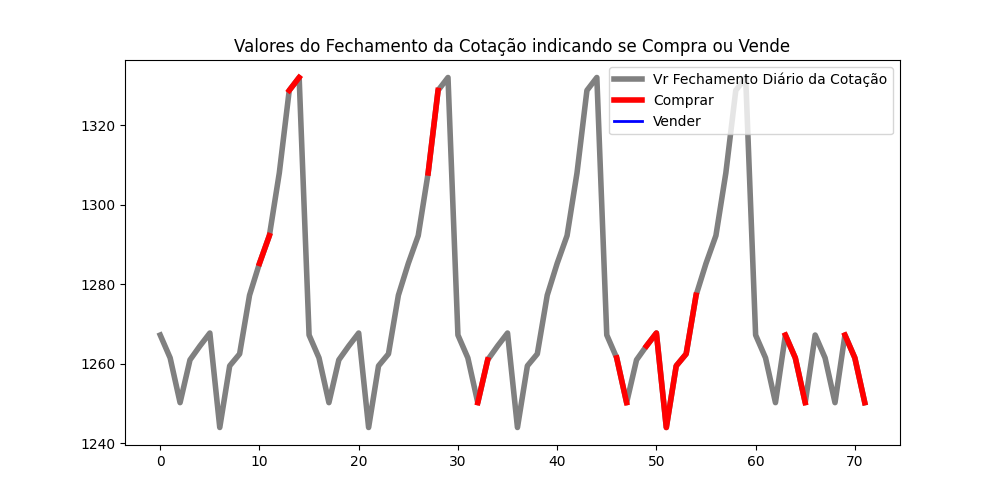 Valores do Fechamento da Cotação indicando se Compra ou Vende
Vr Fechamento Diário da Cotação
Comprar
Vender
1320
1300
1280
1260
1240
0 10 20 30 40 50 60 70